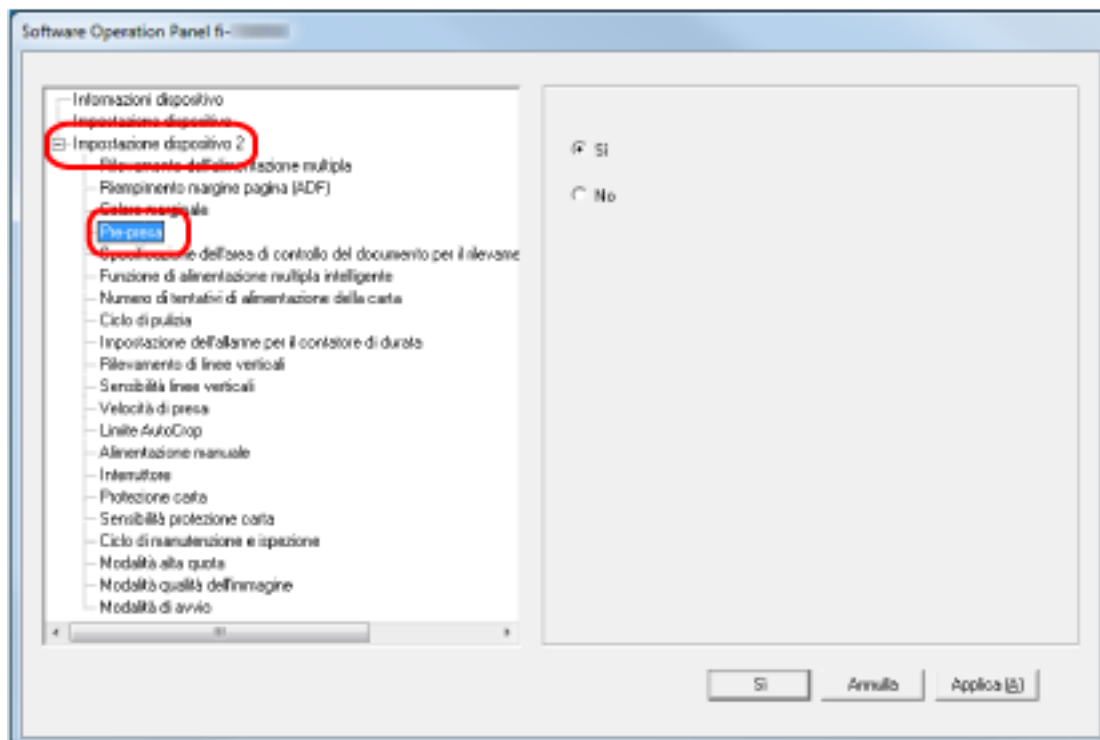 Software Operation Panel fi-
Informazioni dispositivo
Impostazione dispositivo
Impostazione dispositivo 2
Rilevamento dell'alimentazione multipla
Riempimento margine pagina (ADF)
Colore marginale
Pre-presa
Specificazione dell'area di controllo del documento per il rilevame
Funzione di alimentazione multipla intelligente
Numero di tentativi di alimentazione della carta
Ciclo di pulizia
Impostazione dell'allarme per il contatore di durata
Rilevamento di linee verticali
Sensibilità linee verticali
Velocità di presa
Limite AutoCrop
Alimentazione manuale
Interruttore
Protezione carta
Sensibilità protezione carta
Ciclo di manutenzione e ispezione
Modalità alta quota
Modalità qualità dell'immagine
Modalità di avvio
Sì
No
Sì
Annulla
Applica (A)